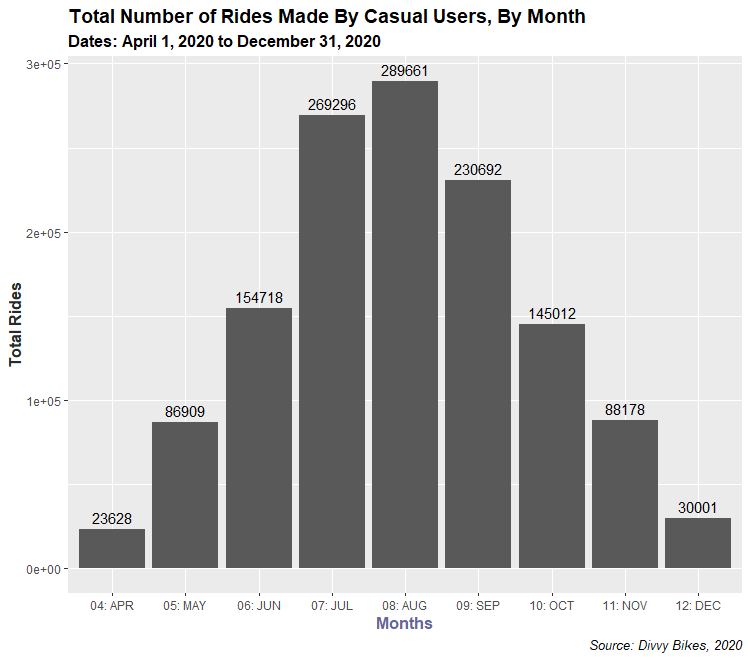 Total Number of Rides Made By Casual Users, By Month
Dates: April 1, 2020 to December 31, 2020
3e+05
2e+05
1e+05
0e+00
Total Rides
23628
86909
154718
269296
289661
230692
145012
88178
30001
04: APR
05: MAY
06: JUN
07: JUL
08: AUG
09: SEP
10: OCT
11: NOV
12: DEC
Months
Source: Divvy Bikes, 2020